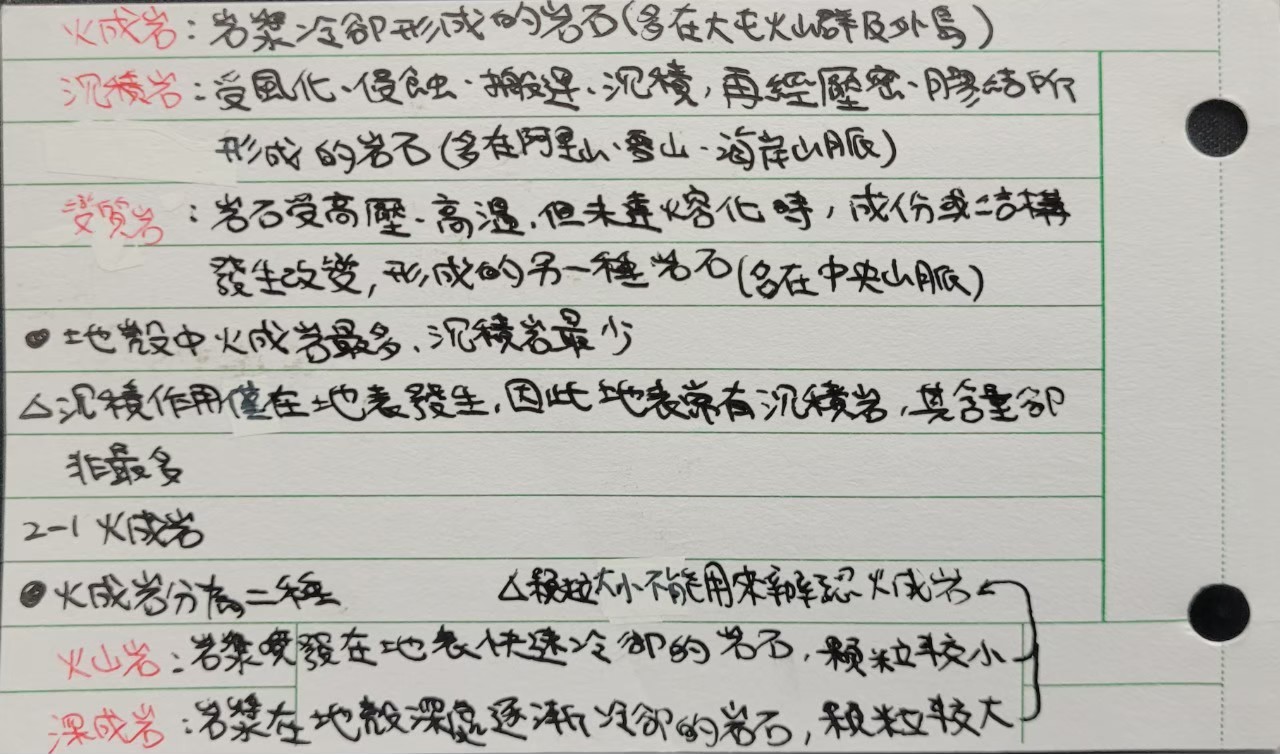 火成岩：岩漿冷卻形成的岩石(多在大屯火山群及外島)
沉積岩：受風化、侵蝕、搬運、沉積，再經壓密、膠結所
形成的岩石(多在阿里山、雪山、海岸山脈)
變質岩：岩石受高壓、高溫，但未達熔化時，成份或結構
發生改變，形成的另一種岩石(多在中央山脈)
●地殼中火成岩最多、沉積岩最少
△沉積作用僅在地表發生，因此地表常有沉積岩，其含量卻
非最多
2-1 火成岩
●火成岩分為二種 △顆粒大小不能用來辨認火成岩
火山岩：岩漿噴發在地表快速冷卻的岩石，顆粒較小
深成岩：岩漿在地殼深處逐漸冷卻的岩石，顆粒較大